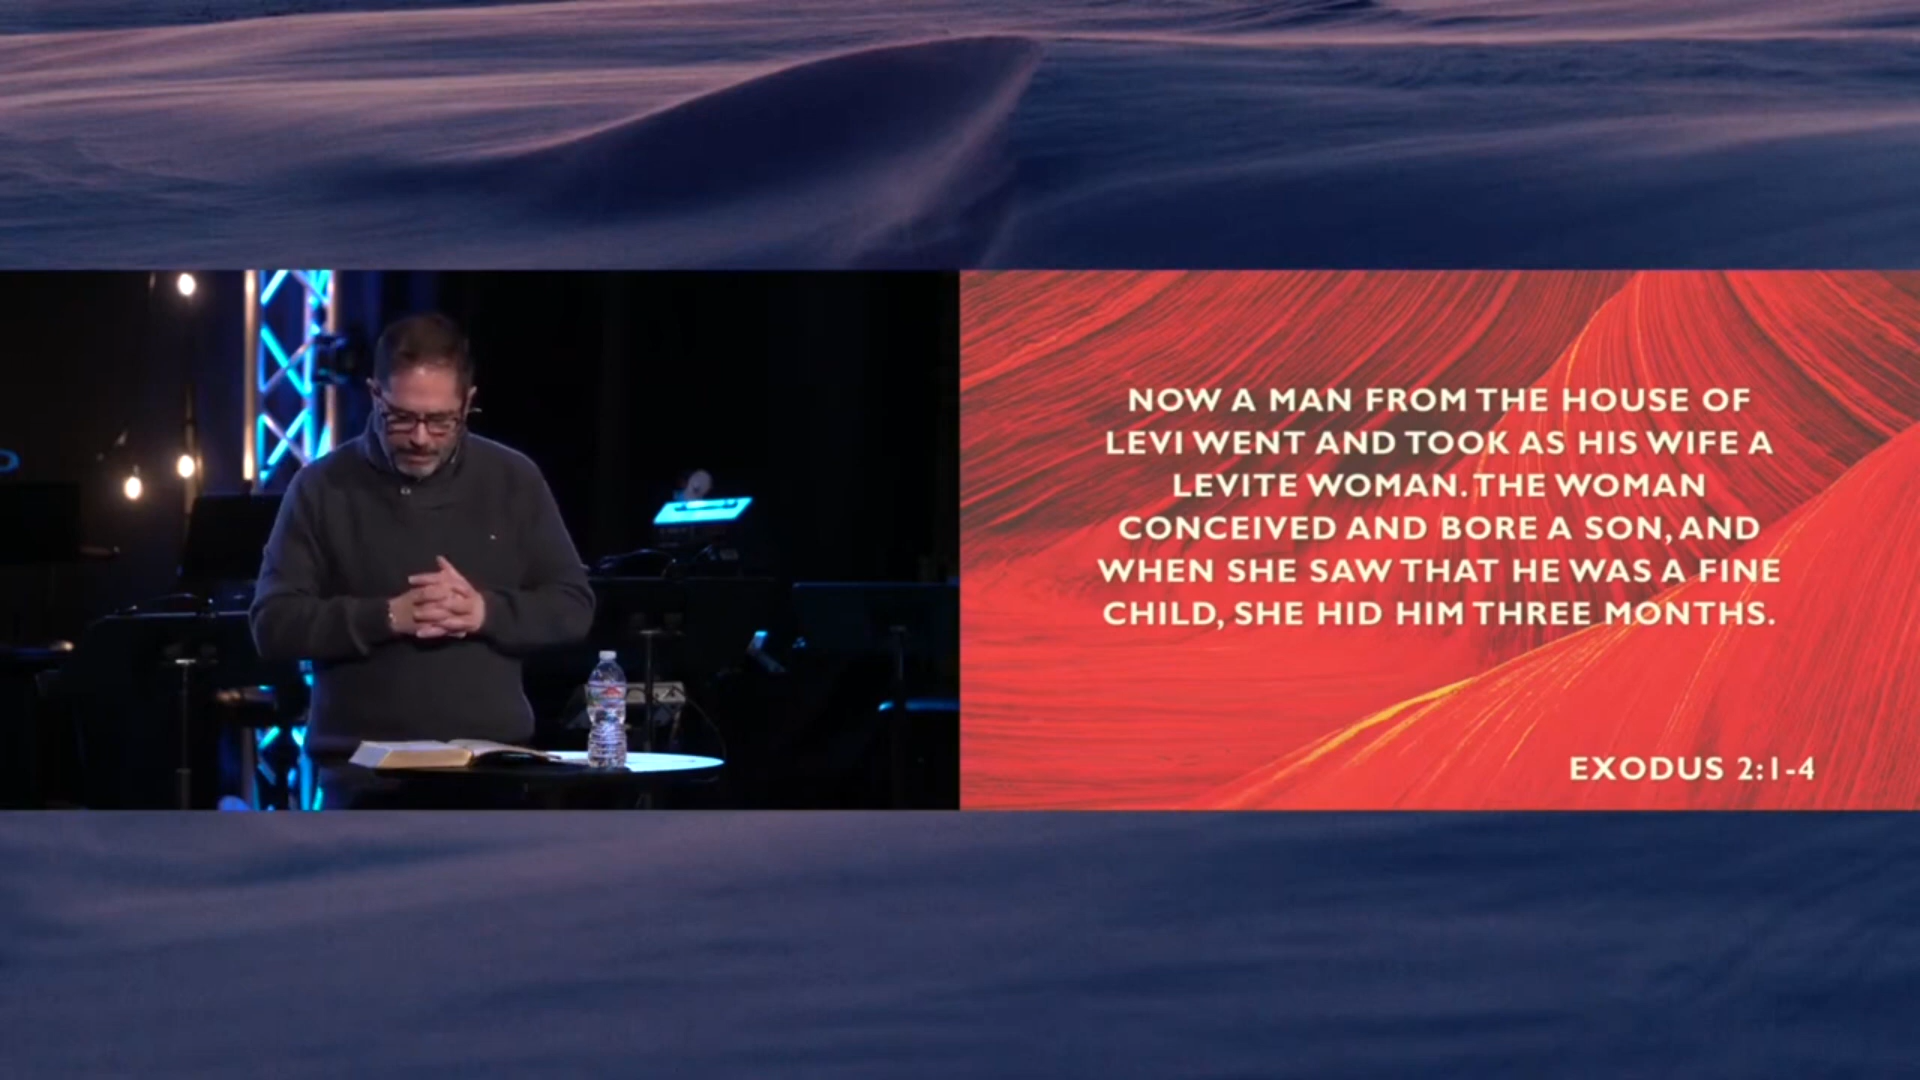 NOW A MAN FROM THE HOUSE OF
LEVI WENT AND TOOK AS HIS WIFE A
LEVITE WOMAN. THE WOMAN
CONCEIVED AND BORE A SON, AND
WHEN SHE SAW THAT HE WAS A FINE
CHILD, SHE HID HIM THREE MONTHS.
EXODUS 2:1-4